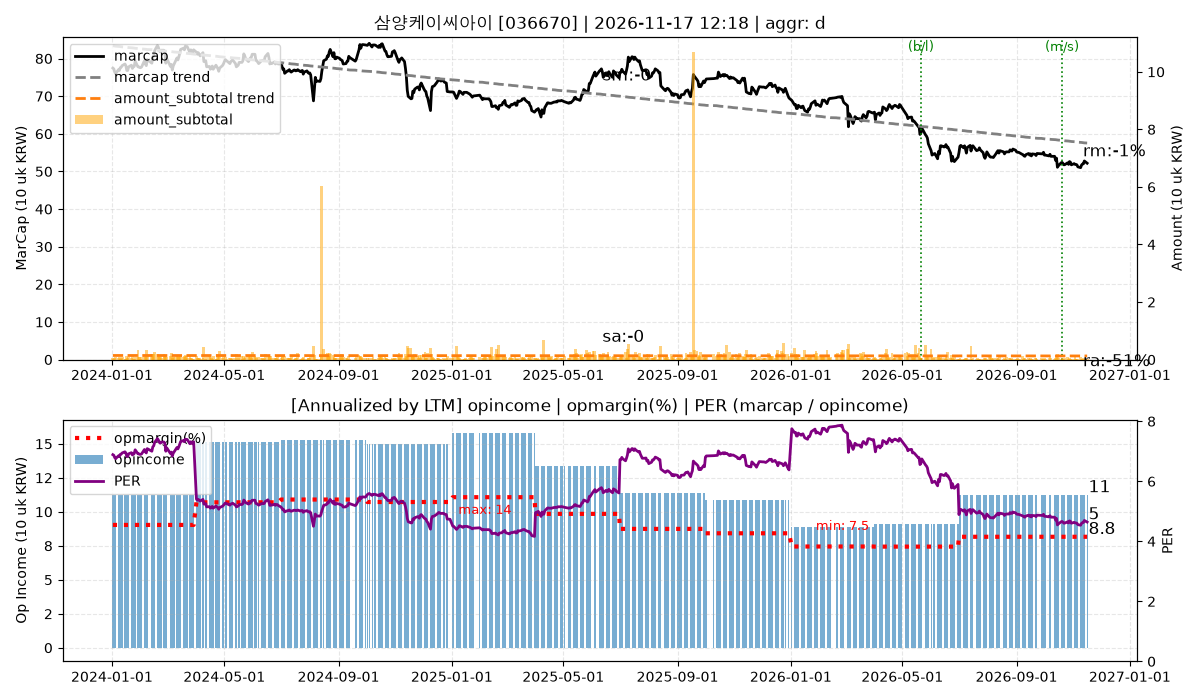 삼양케이씨아이 [036670] | 2026-11-17 12:18 | aggr: d
marcap
marcap trend
amount_subtotal trend
amount_subtotal
(b/l)
(m/s)
sm:-0
rm:-1%
sa:-0
ra:-51%
MarCap (10 uk KRW)
80
70
60
50
40
30
20
10
0
Amount (10 uk KRW)
10
8
6
4
2
0
2024-01-01 2024-05-01 2024-09-01 2025-01-01 2025-05-01 2025-09-01 2026-01-01 2026-05-01 2026-09-01 2027-01-01
[Annualized by LTM] opincome | opmargin(%) | PER (marcap / opincome)
opmargin(%)
opincome
PER
max: 14
min: 7.5
11
5
8.8
Op Income (10 uk KRW)
15
12
10
8
5
2
0
PER
8
6
4
2
0
2024-01-01 2024-05-01 2024-09-01 2025-01-01 2025-05-01 2025-09-01 2026-01-01 2026-05-01 2026-09-01 2027-01-01